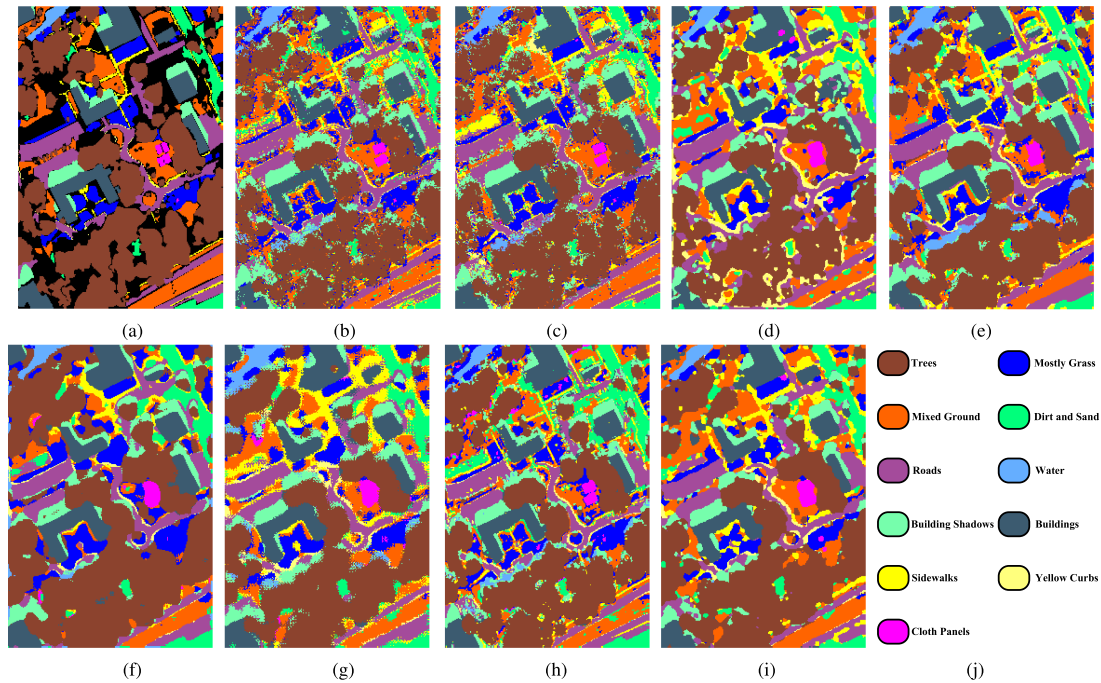 (a)
(b)
(c)
(d)
(e)
Trees
Mostly Grass
Mixed Ground
Dirt and Sand
Roads
Water
Building Shadows
Buildings
Sidewalks
Yellow Curbs
Cloth Panels
(f)
(g)
(h)
(i)
(j)